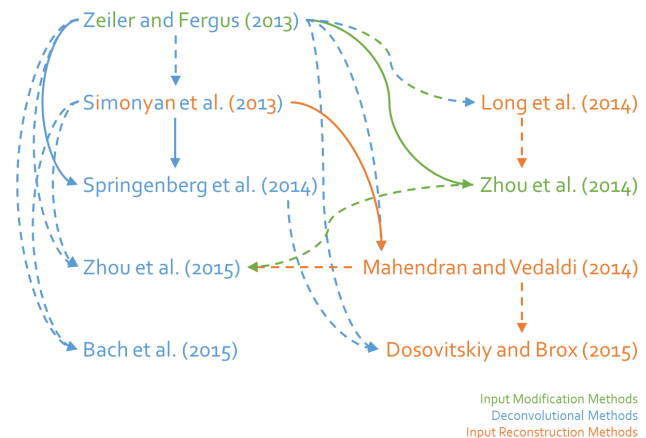 Zeiler and Fergus (2013)
Simonyan et al. (2013)
Long et al. (2014)
Springenberg et al. (2014)
Zhou et al. (2014)
Zhou et al. (2015)
Mahendran and Vedaldi (2014)
Bach et al. (2015)
Dosovitskiy and Brox (2015)
Input Modification Methods
Deconvolutional Methods
Input Reconstruction Methods